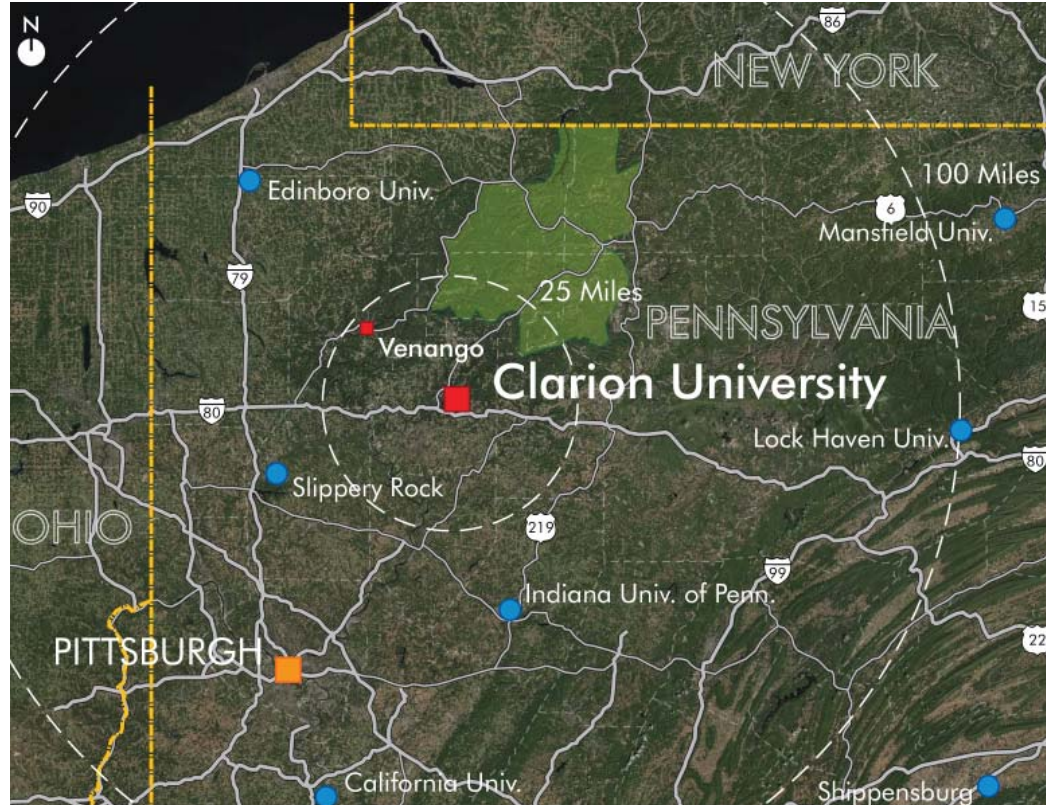 N
86
NEW YORK
Edinboro Univ.
100 Miles
90
6
Mansfield Univ.
79
25 Miles
15
PENNSYLVANIA
Venango
Clarion University
80
Lock Haven Univ.
80
Slippery Rock
OHIO
219
99
Indiana Univ. of Penn.
22
PITTSBURGH
California Univ.
Shippensburg